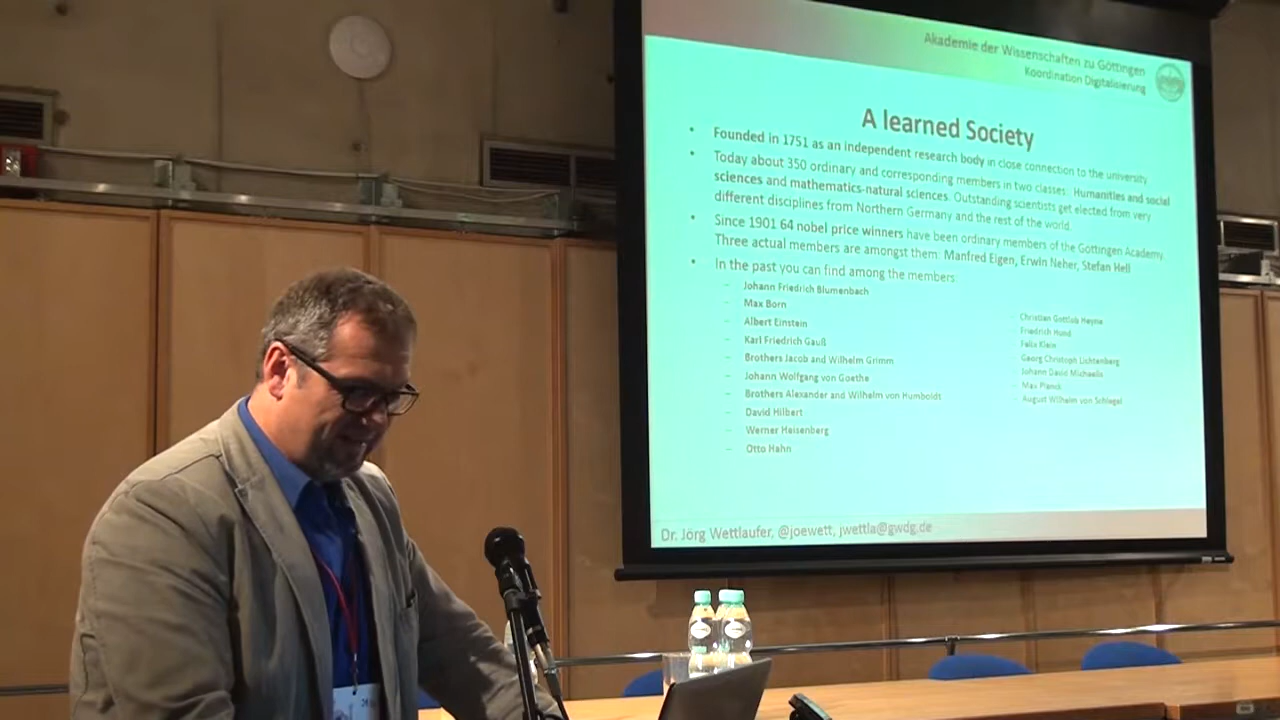 Akademie der Wissenschaften zu Göttingen
Koordination Digitalisierung
A learned Society
• Founded in 1751 as an independent research body in close connection to the university
• Today about 350 ordinary and corresponding members in two classes: Humanities and social
sciences and mathematics-natural sciences. Outstanding scientists get elected from very
different disciplines from Northern Germany and the rest of the world.
• Since 1901 64 nobel price winners have been ordinary members of the Göttingen Academy.
Three actual members are amongst them: Manfred Eigen, Erwin Neher, Stefan Hell
• In the past you can find among the members:
– Johann Friedrich Blumenbach
– Max Born
– Albert Einstein
– Karl Friedrich Gauß
– Brothers Jacob and Wilhelm Grimm
– Johann Wolfgang von Goethe
– Brothers Alexander and Wilhelm von Humboldt
– David Hilbert
– Werner Heisenberg
– Otto Hahn
– Christian Gottlob Heyne
– Friedrich Hund
– Felix Klein
– Georg Christoph Lichtenberg
– Johann David Michaelis
– Max Planck
– August Wilhelm von Schlegel
Dr. Jörg Wettlaufer, @joewett, jwettla@gwdg.de